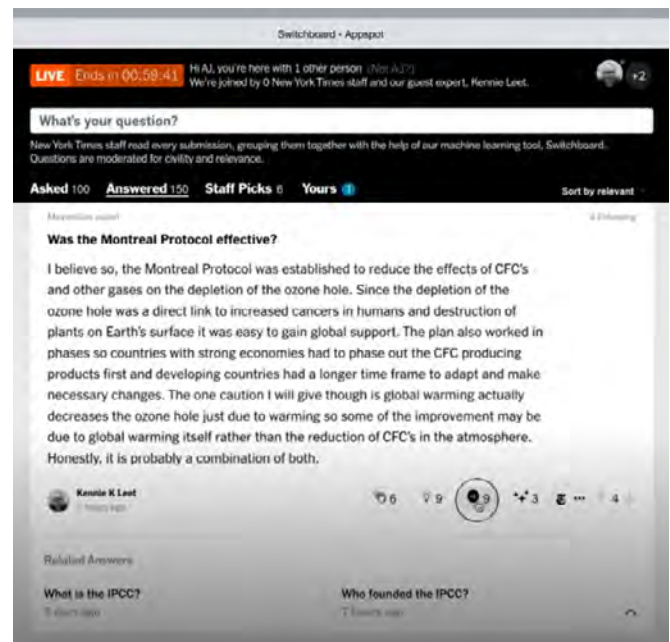 Switchboard - Appspot
LIVE Ends in 00:59:41
Hi AJ, you're here with 1 other person (Not AJ?)
We're joined by 0 New York Times staff and our guest expert, Kennie Leet.
+2
What's your question?
New York Times staff read every submission, grouping them together with the help of our machine learning tool, Switchboard.
Questions are moderated for civility and relevance.
Asked 100 Answered 150 Staff Picks 6 Yours 1 Sort by relevant
Was the Montreal Protocol effective?
I believe so, the Montreal Protocol was established to reduce the effects of CFC's
and other gases on the depletion of the ozone hole. Since the depletion of the
ozone hole was a direct link to increased cancers in humans and destruction of
plants on Earth's surface it was easy to gain global support. The plan also worked in
phases so countries with strong economies had to phase out the CFC producing
products first and developing countries had a longer time frame to adapt and make
necessary changes. The one caution I will give though is global warming actually
decreases the ozone hole just due to warming so some of the improvement may be
due to global warming itself rather than the reduction of CFC's in the atmosphere.
Honestly, it is probably a combination of both.
Kennie K Leet
hours ago
6 9 9 3 4
Related Answers
What is the IPCC? Who founded the IPCC?
7 hours ago